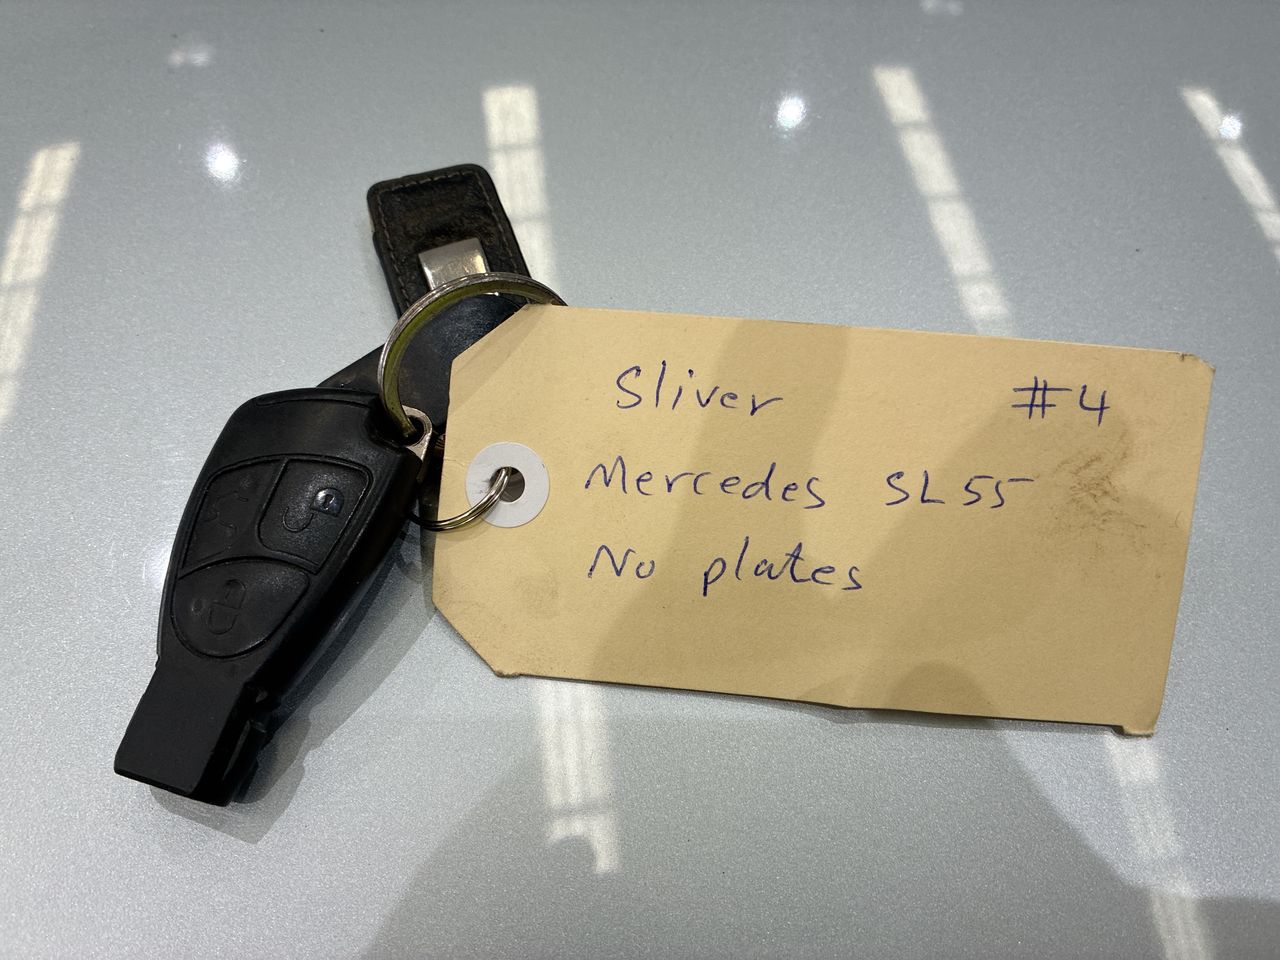 Sliver #4
Mercedes SL55
No plates